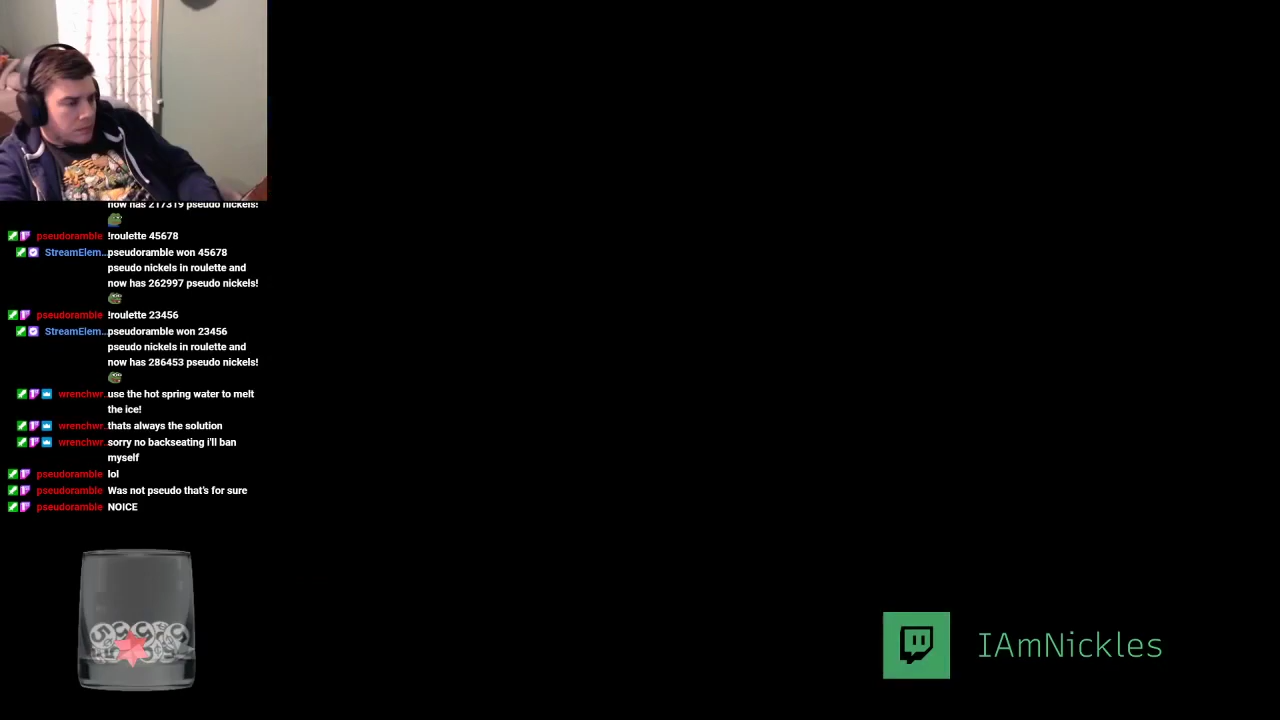 now has 217319 pseudo nickels!
pseudoramble !roulette 45678
StreamElem.. pseudoramble won 45678
pseudo nickels in roulette and
now has 262997 pseudo nickels!
pseudoramble !roulette 23456
StreamElem.. pseudoramble won 23456
pseudo nickels in roulette and
now has 286453 pseudo nickels!
wrenchwr.. use the hot spring water to melt
the ice!
wrenchwr.. thats always the solution
wrenchwr.. sorry no backseating i'll ban
myself
pseudoramble lol
pseudoramble Was not pseudo that's for sure
pseudoramble NOICE
IAmNickles